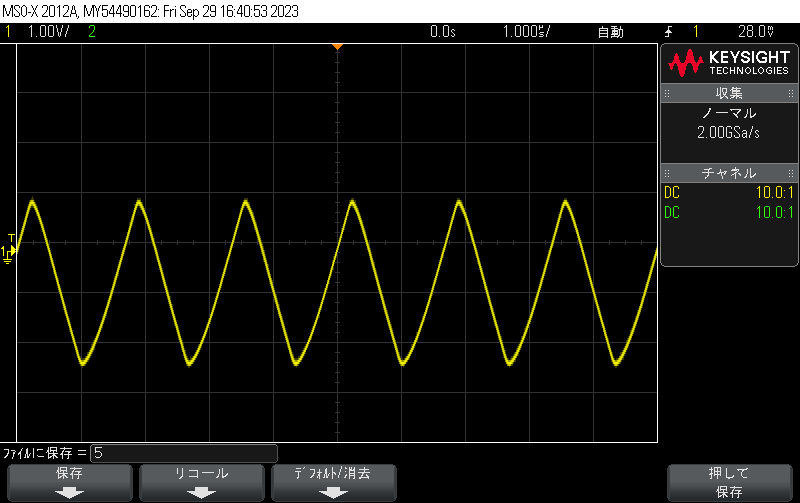 MSO-X 2012A, MY54490162: Fri Sep 29 16:40:53 2023
1 1.00V/ 2 0.0s 1.000s/ 自動 1 28.0V
KEYSIGHT
TECHNOLOGIES
収集
ノーマル
2.00GSa/s
チャネル
DC 10.0:1
DC 10.0:1
T
1
ファイルに保存 = 5
保存
リコール
デフォルト/消去
押して
保存